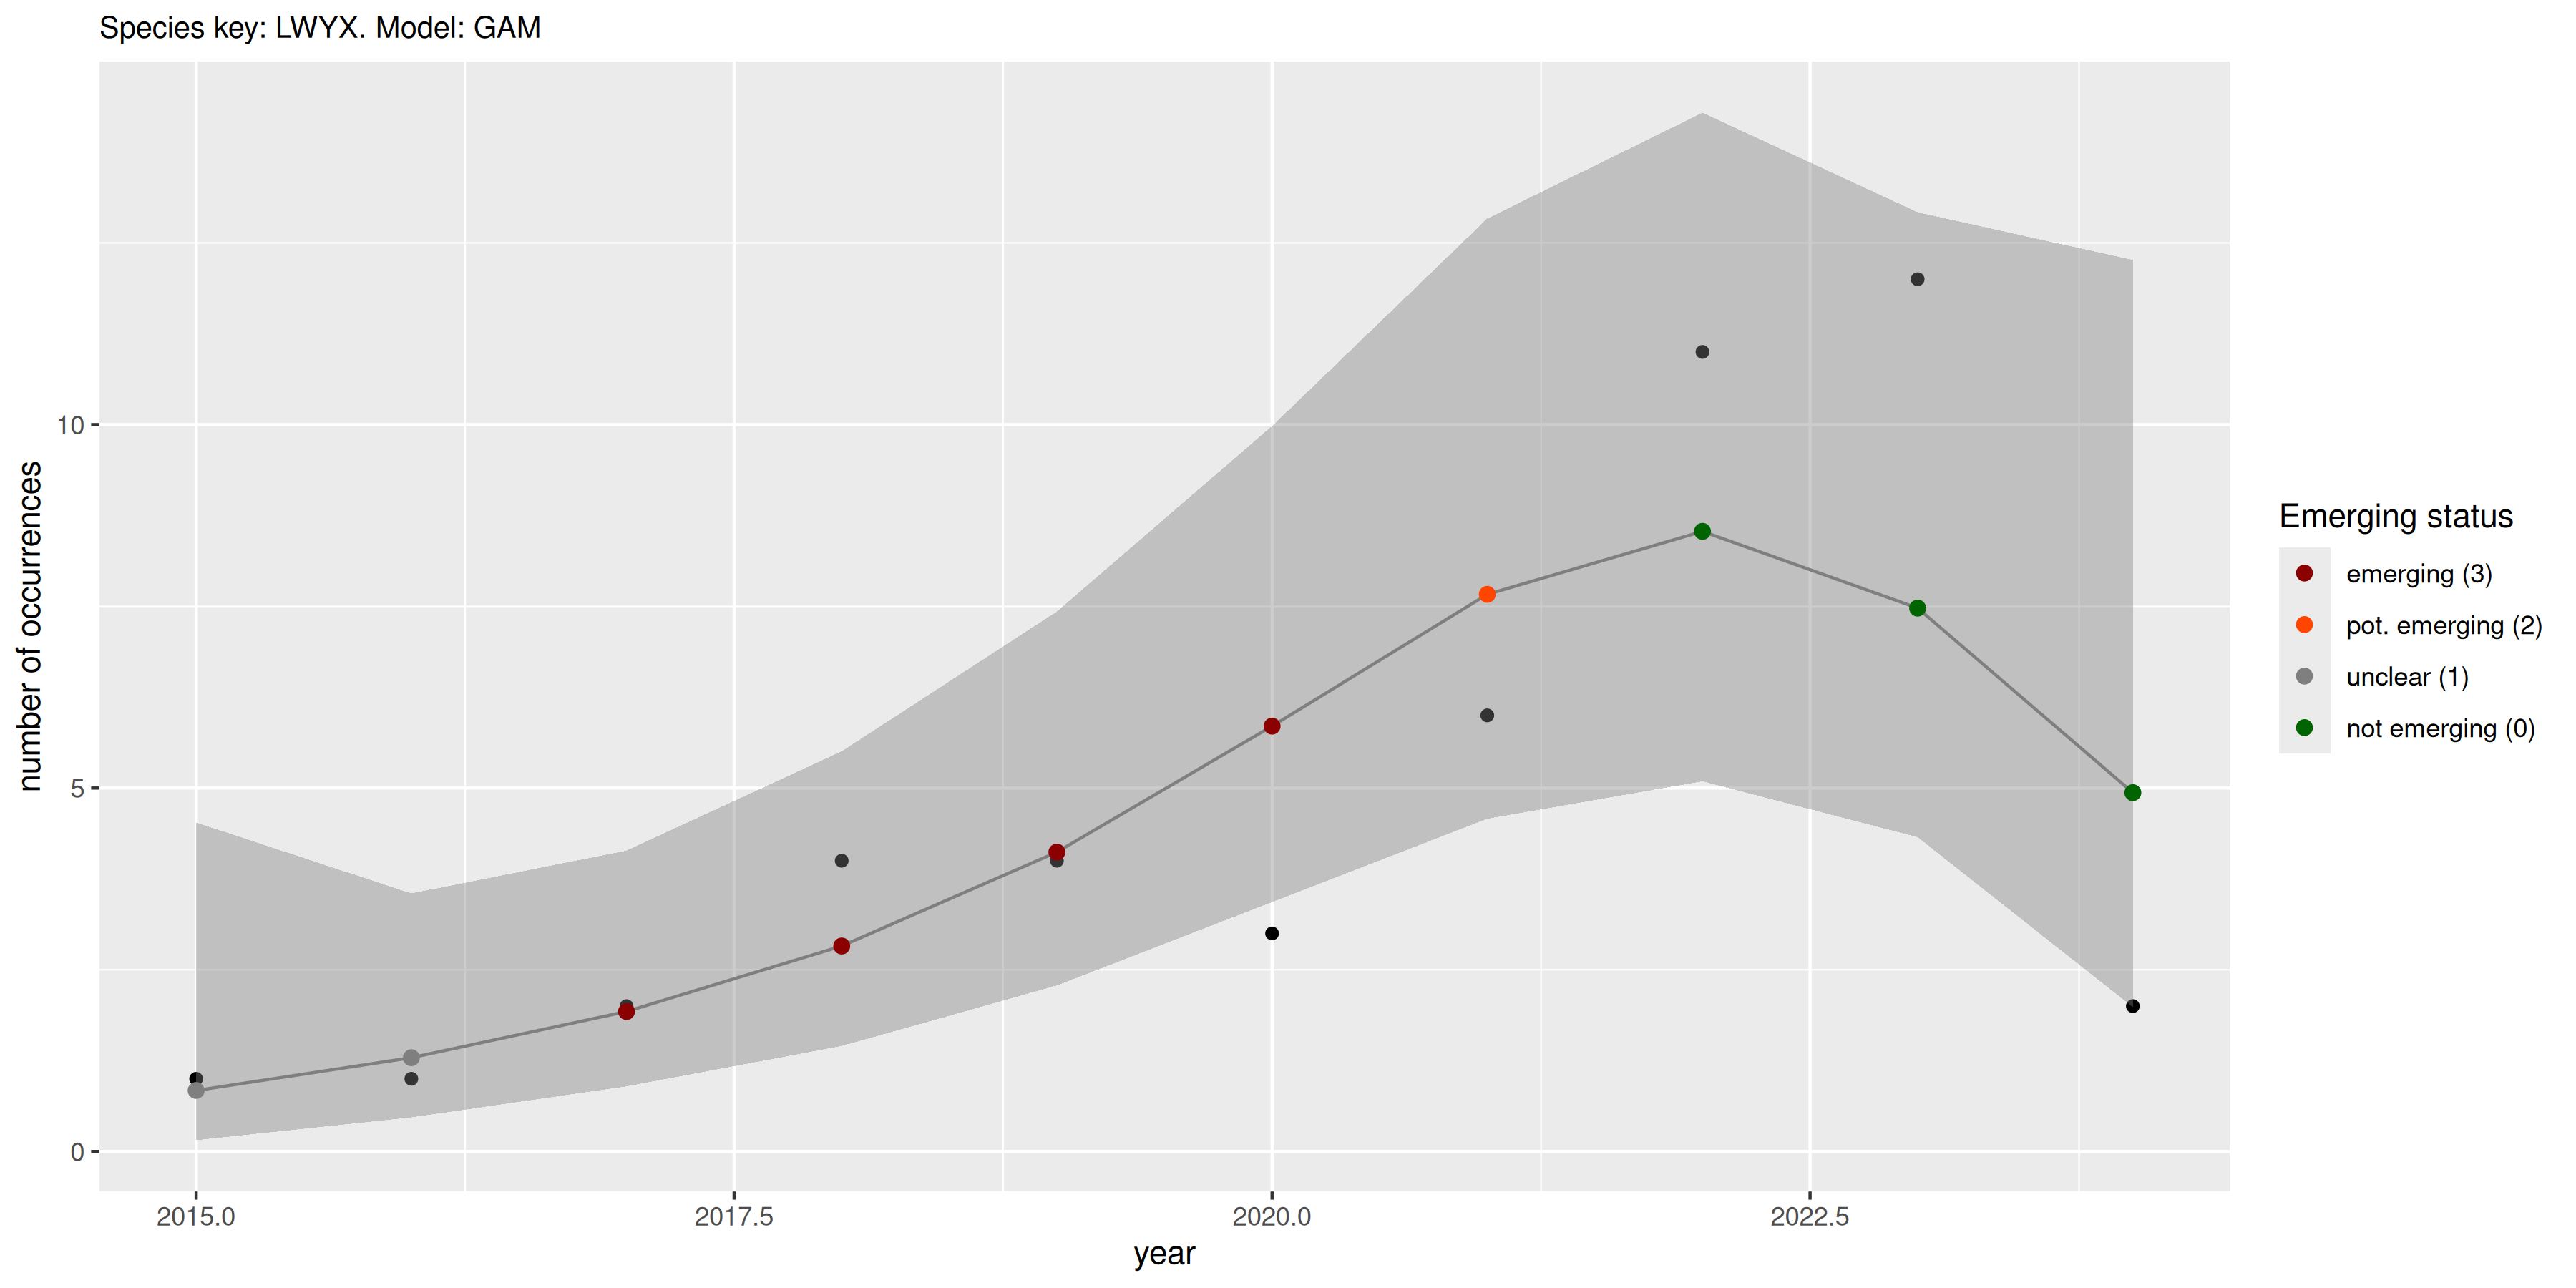 Species key: LWYX. Model: GAM
number of occurrences
10
5
0
2015.0
2017.5
2020.0
2022.5
year
Emerging status
emerging (3)
pot. emerging (2)
unclear (1)
not emerging (0)